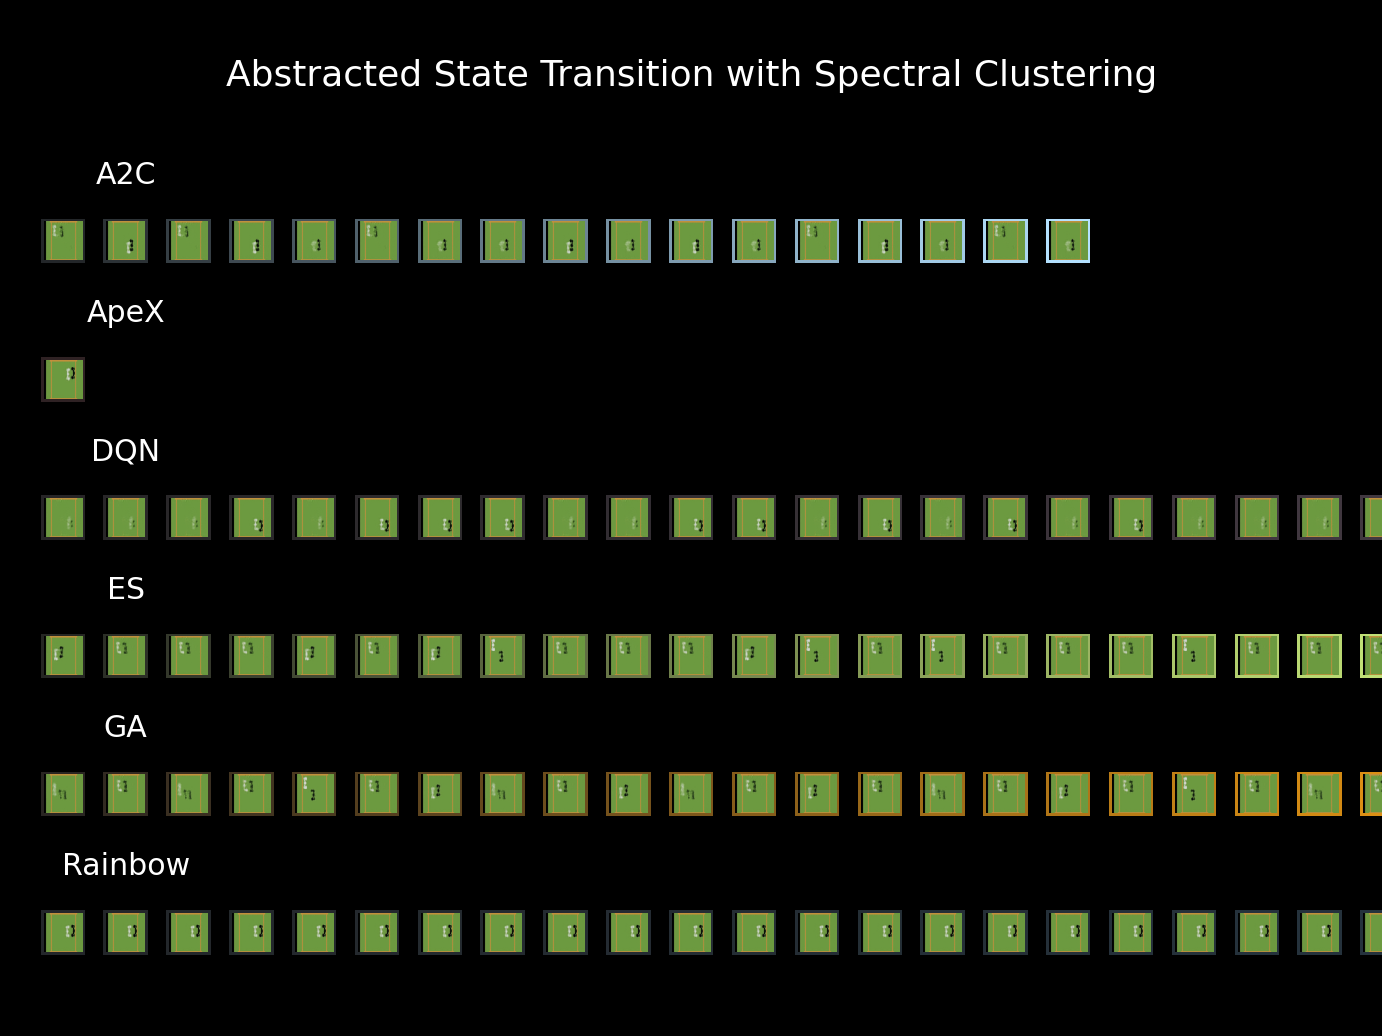 Abstracted State Transition with Spectral Clustering
A2C
ApeX
DQN
ES
GA
Rainbow